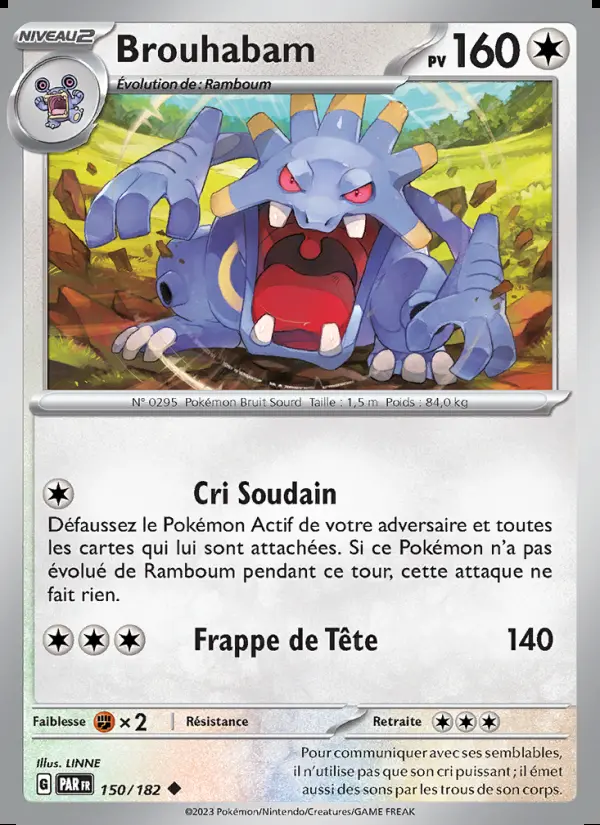 NIVEAU2
Brouhabam
PV 160
Évolution de : Ramboum
N° 0295 Pokémon Bruit Sourd Taille : 1,5 m Poids : 84,0 kg
Cri Soudain
Défaussez le Pokémon Actif de votre adversaire et toutes
les cartes qui lui sont attachées. Si ce Pokémon n'a pas
évolué de Ramboum pendant ce tour, cette attaque ne
fait rien.
Frappe de Tête 140
Faiblesse ×2 Résistance Retraite
Illus. LINNE
G PAR FR 150/182
Pour communiquer avec ses semblables,
il n'utilise pas que son cri puissant ; il émet
aussi des sons par les trous de son corps.
©2023 Pokémon/Nintendo/Creatures/GAME FREAK